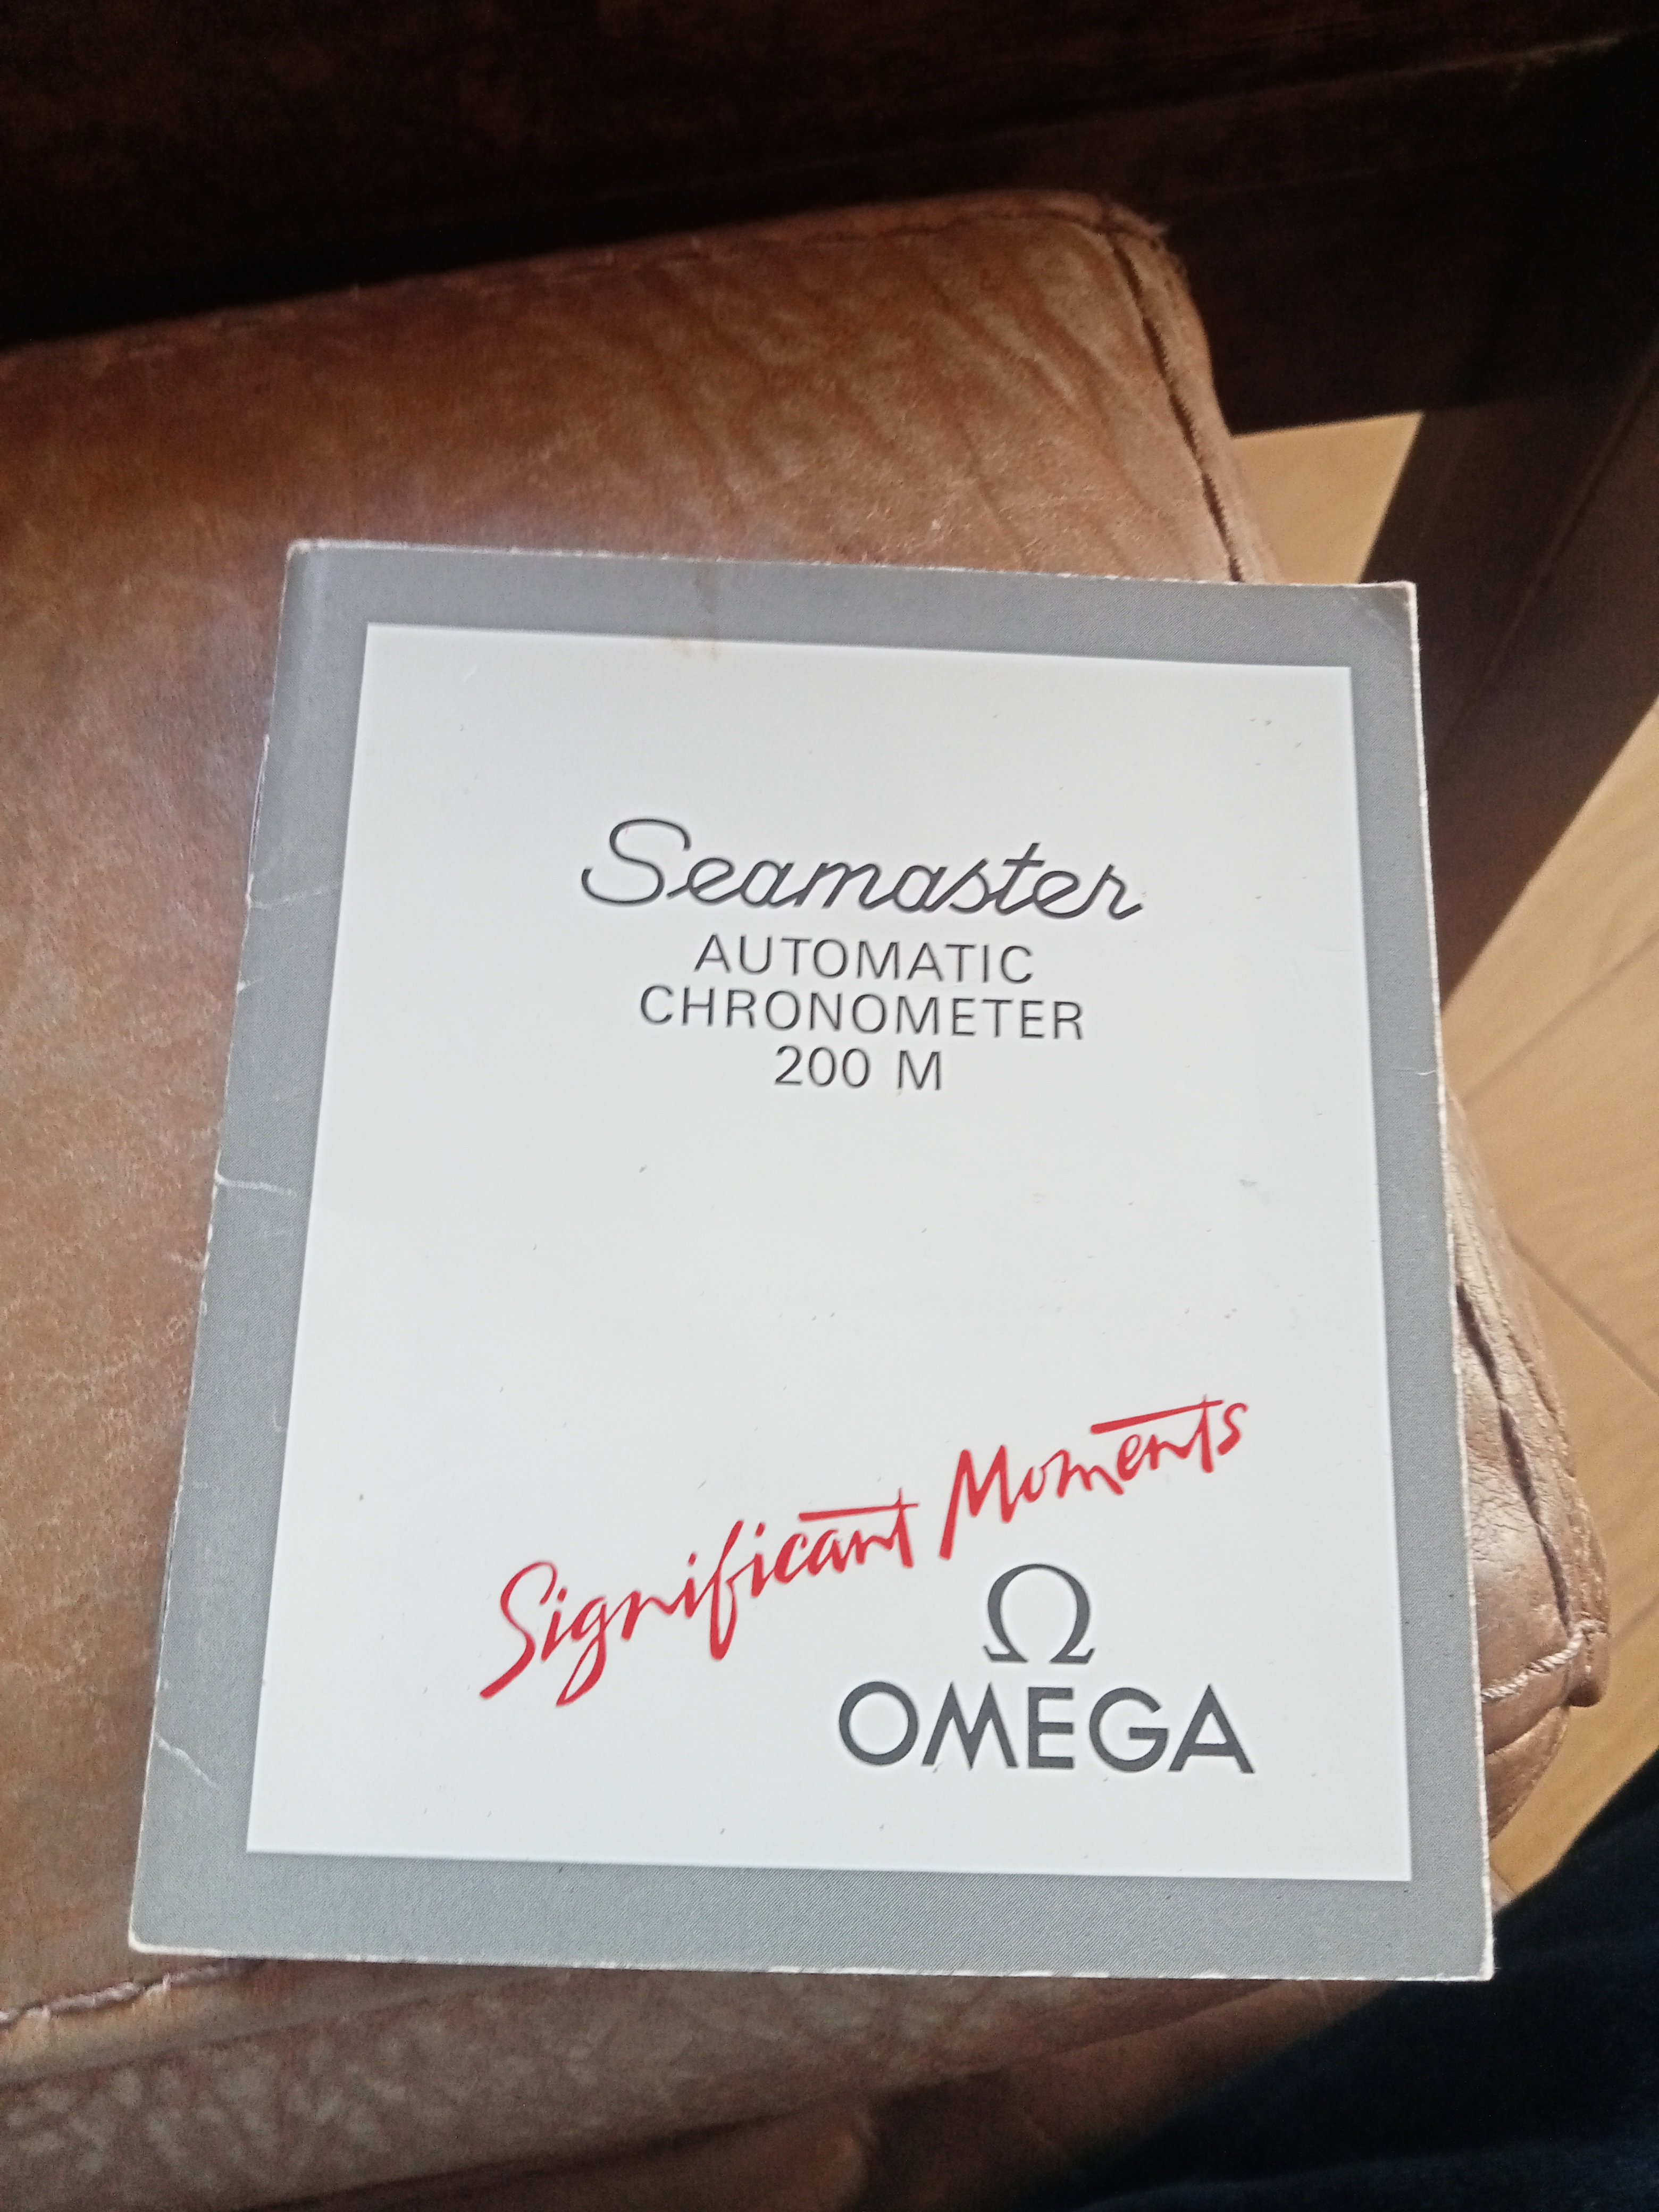 Seamaster
AUTOMATIC
CHRONOMETER
200 M
Significant Moments
Ω
OMEGA